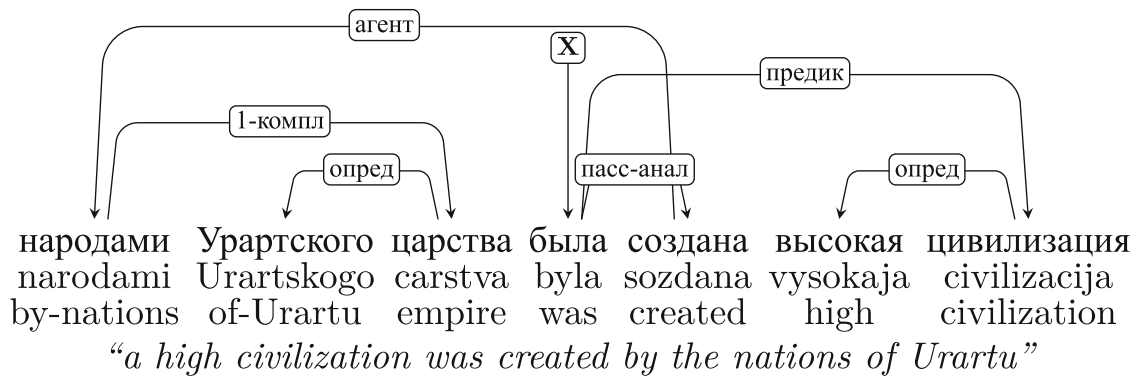 агент
X
предик
1-компл
опред
пасс-анал
опред
народами Урартского царства была создана высокая цивилизация
narodami Urartskogo carstva byla sozdana vysokaja civilizacija
by-nations of-Urartu empire was created high civilization
“a high civilization was created by the nations of Urartu”